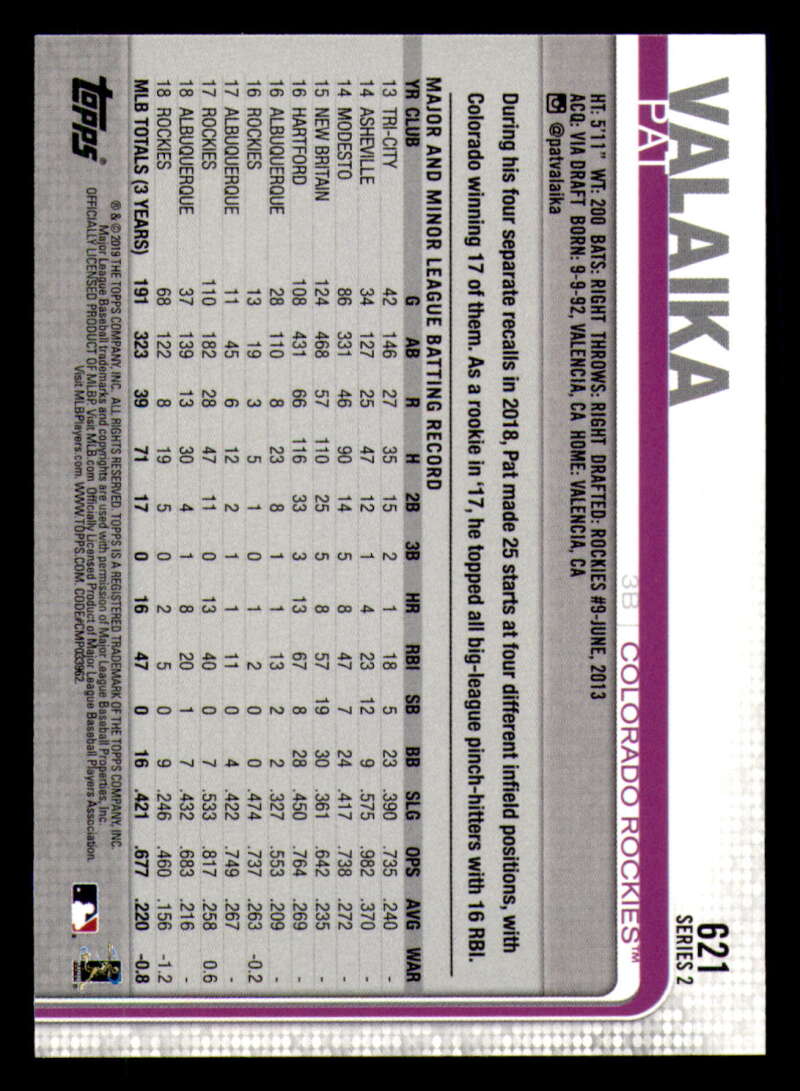 621
SERIES 2
VALAIKA
PAT
3B COLORADO ROCKIES™
HT: 5'11" WT: 200 BATS: RIGHT THROWS: RIGHT DRAFTED: ROCKIES #9-JUNE, 2013
ACQ: VIA DRAFT BORN: 9-9-92, VALENCIA, CA HOME: VALENCIA, CA
@patvalaika
During his four separate recalls in 2018, Pat made 25 starts at four different infield positions, with
Colorado winning 17 of them. As a rookie in '17, he topped all big-league pinch-hitters with 16 RBI.
MAJOR AND MINOR LEAGUE BATTING RECORD
YR CLUB G AB R H 2B 3B HR RBI SB BB SLG OPS AVG WAR
13 TRI-CITY 42 146 27 35 15 2 1 18 5 23 .390 .735 .240 -
14 ASHEVILLE 34 127 25 47 12 1 4 23 12 9 .575 .982 .370 -
14 MODESTO 86 331 46 90 14 5 8 47 7 24 .417 .738 .272 -
15 NEW BRITAIN 124 468 57 110 25 5 8 57 19 30 .361 .642 .235 -
16 HARTFORD 108 431 66 116 33 3 13 67 8 28 .450 .764 .269 -
16 ALBUQUERQUE 28 110 8 23 8 1 1 13 2 2 .327 .553 .209 -
16 ROCKIES 13 19 3 5 1 0 1 2 0 0 .474 .737 .263 -0.2
17 ALBUQUERQUE 11 45 6 12 2 1 1 11 0 4 .422 .749 .267 -
17 ROCKIES 110 182 28 47 11 0 13 40 0 7 .533 .817 .258 0.6
18 ALBUQUERQUE 37 139 13 30 4 1 8 20 1 7 .432 .683 .216 -
18 ROCKIES 68 122 8 19 5 0 2 5 0 9 .246 .460 .156 -1.2
MLB TOTALS (3 YEARS) 191 323 39 71 17 0 16 47 0 16 .421 .677 .220 -0.8
topps®
® & © 2019 THE TOPPS COMPANY, INC. ALL RIGHTS RESERVED. TOPPS IS A REGISTERED TRADEMARK OF THE TOPPS COMPANY, INC.
Major League Baseball trademarks and copyrights are used with permission of Major League Baseball Properties, Inc.
OFFICIALLY LICENSED PRODUCT OF MLBP. Visit MLB.com Officially Licensed Product of Major League Baseball Players Association.
Visit MLBPlayers.com. WWW.TOPPS.COM. CODE#CMP033962.